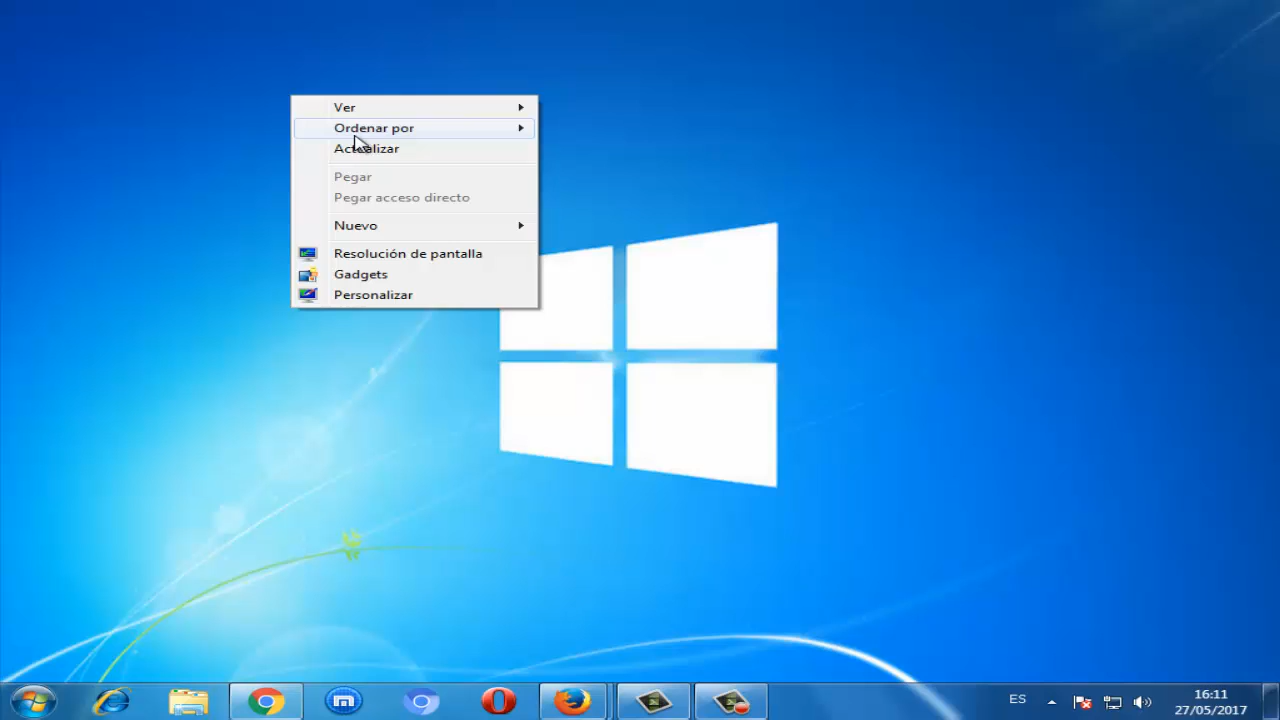 Ver
Ordenar por
Actualizar
Pegar
Pegar acceso directo
Nuevo
Resolución de pantalla
Gadgets
Personalizar
ES
16:11
27/05/2017